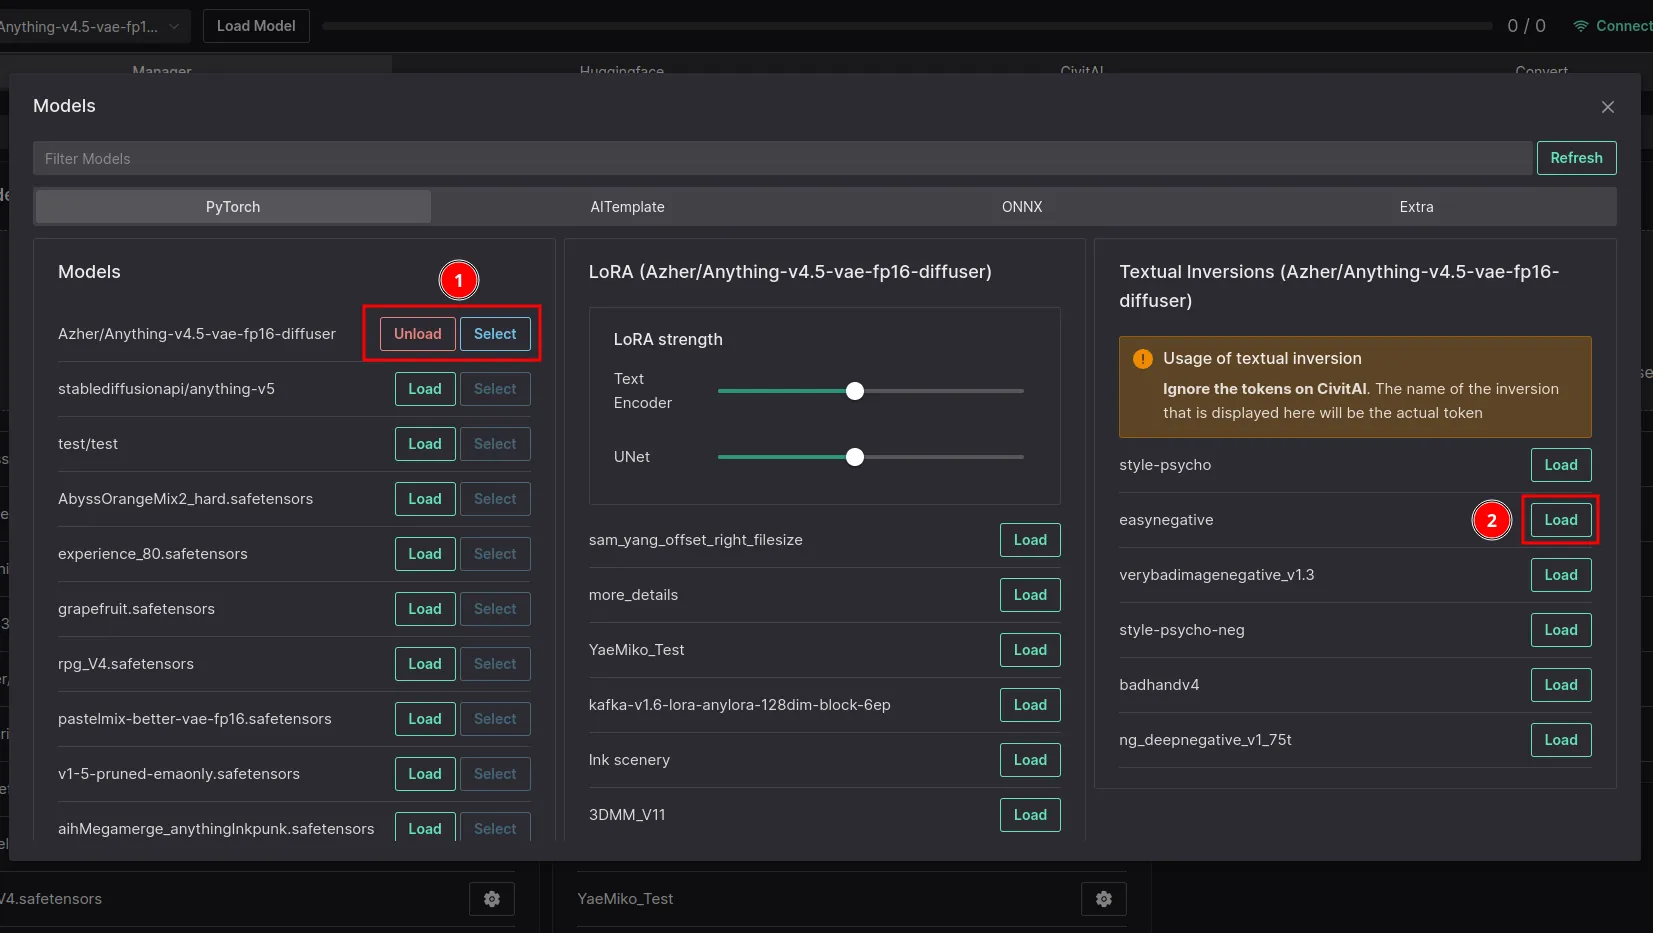 Anything-v4.5-vae-fp1...
Load Model
0 / 0
Connect
Manager
Huggingface
CivitAI
Convert
Models
Filter Models
Refresh
PyTorch
AITemplate
ONNX
Extra
Models
1
Azher/Anything-v4.5-vae-fp16-diffuser
Unload
Select
stablediffusionapi/anything-v5
Load
Select
test/test
Load
Select
AbyssOrangeMix2_hard.safetensors
Load
Select
experience_80.safetensors
Load
Select
grapefruit.safetensors
Load
Select
rpg_V4.safetensors
Load
Select
pastelmix-better-vae-fp16.safetensors
Load
Select
v1-5-pruned-emaonly.safetensors
Load
Select
aihMegamerge_anythingInkpunk.safetensors
Load
Select
LoRA (Azher/Anything-v4.5-vae-fp16-diffuser)
LoRA strength
Text
Encoder
UNet
sam_yang_offset_right_filesize
Load
more_details
Load
YaeMiko_Test
Load
kafka-v1.6-lora-anylora-128dim-block-6ep
Load
Ink scenery
Load
3DMM_V11
Load
Textual Inversions (Azher/Anything-v4.5-vae-fp16-
diffuser)
Usage of textual inversion
Ignore the tokens on CivitAI. The name of the inversion
that is displayed here will be the actual token
style-psycho
Load
easynegative
2
Load
verybadimagenegative_v1.3
Load
style-psycho-neg
Load
badhandv4
Load
ng_deepnegative_v1_75t
Load
V4.safetensors
YaeMiko_Test